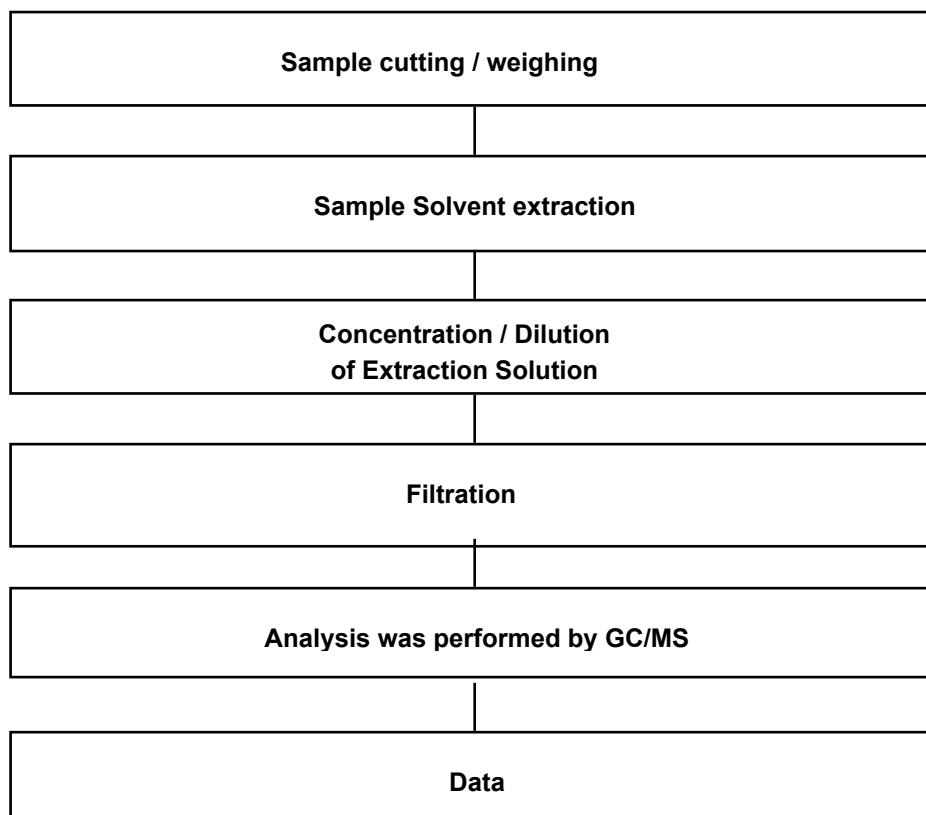 Sample cutting / weighing
Sample Solvent extraction
Concentration / Dilution
of Extraction Solution
Filtration
Analysis was performed by GC/MS
Data